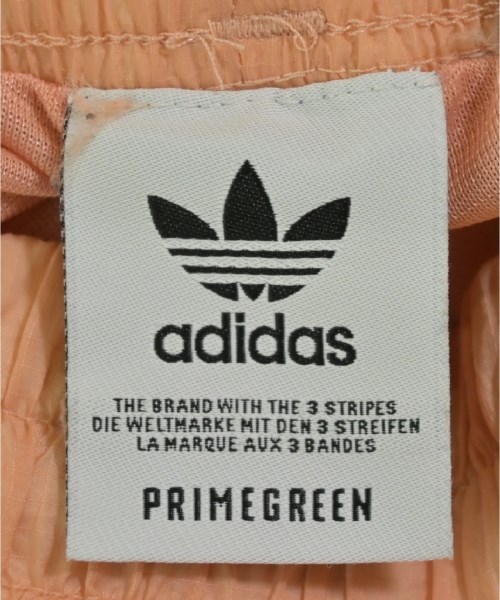 adidas
THE BRAND WITH THE 3 STRIPES
DIE WELTMARKE MIT DEN 3 STREIFEN
LA MARQUE AUX 3 BANDES
PRIMEGREEN